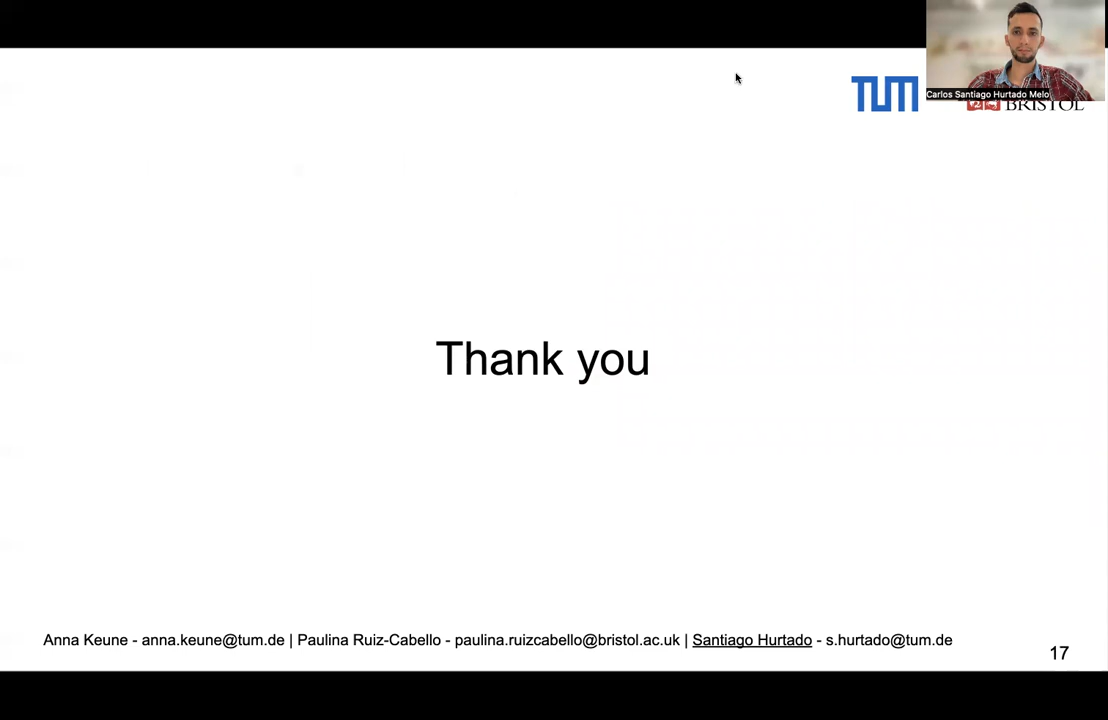 TUM
Carlos Santiago Hurtado Melo
BRISTOL
Thank you
Anna Keune - anna.keune@tum.de | Paulina Ruiz-Cabello - paulina.ruizcabello@bristol.ac.uk | Santiago Hurtado - s.hurtado@tum.de
17